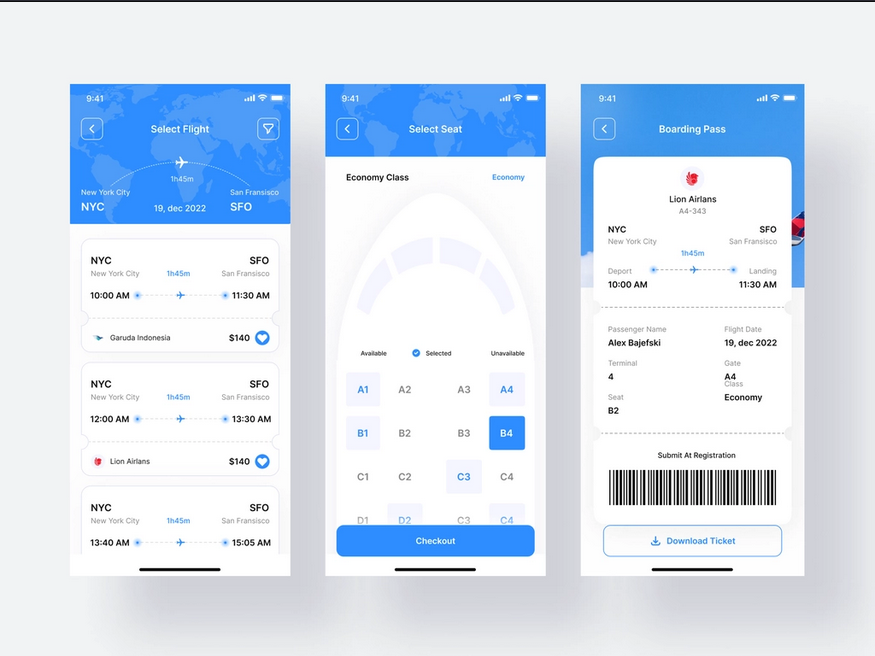 9:41
Select Flight
1h45m
New York City
San Fransisco
NYC
19, dec 2022
SFO
NYC
SFO
New York City
1h45m
San Fransisco
10:00 AM
11:30 AM
Garuda Indonesia
$140
NYC
SFO
New York City
1h45m
San Fransisco
12:00 AM
13:30 AM
Lion Airlans
$140
NYC
SFO
New York City
1h45m
San Fransisco
13:40 AM
15:05 AM
9:41
Select Seat
Economy Class
Economy
Available
Selected
Unavailable
A1 A2 A3 A4
B1 B2 B3 B4
C1 C2 C3 C4
D1 D2 C3 C4
Checkout
9:41
Boarding Pass
Lion Airlans
A4-343
NYC
SFO
New York City
San Fransisco
1h45m
Deport
Landing
10:00 AM
11:30 AM
Passenger Name
Flight Date
Alex Bajefski
19, dec 2022
Terminal
Gate
4
A4
Class
Seat
Economy
B2
Submit At Registration
Download Ticket